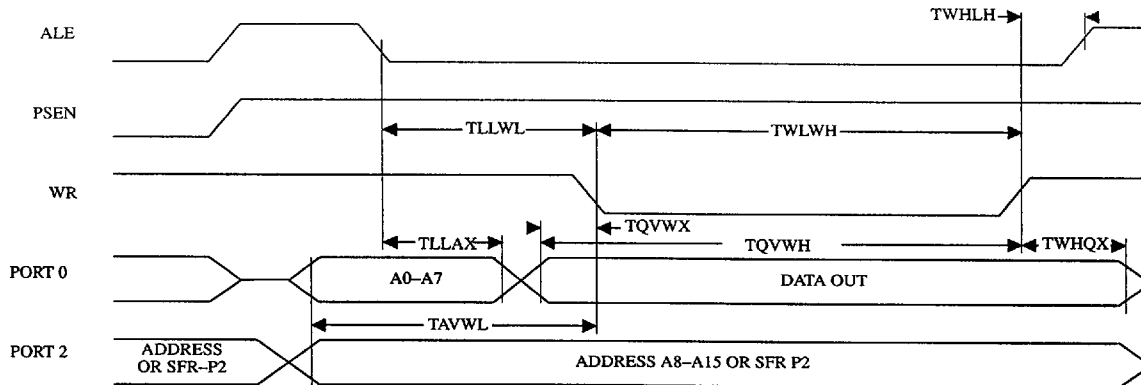 TWHLH
ALE
PSEN
TLLWL
TWLWH
WR
TQVWX
TLLAX
TQVWH
TWHQX
PORT 0
A0–A7
DATA OUT
TAVWL
PORT 2
ADDRESS
OR SFR–P2
ADDRESS A8–A15 OR SFR P2